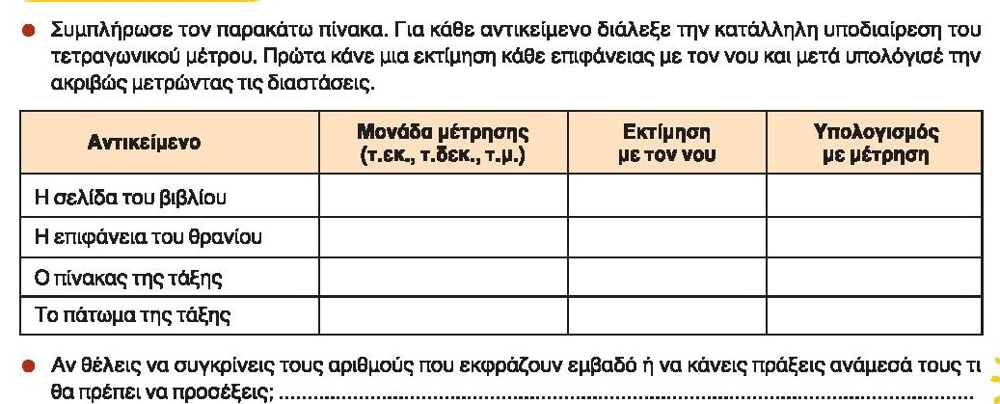 ● Συμπλήρωσε τον παρακάτω πίνακα. Για κάθε αντικείμενο διάλεξε την κατάλληλη υποδιαίρεση του
τετραγωνικού μέτρου. Πρώτα κάνε μια εκτίμηση κάθε επιφάνειας με τον νου και μετά υπολόγισέ την
ακριβώς μετρώντας τις διαστάσεις.
Αντικείμενο
Μονάδα μέτρησης
(τ.εκ., τ.δεκ., τ.μ.)
Εκτίμηση
με τον νου
Υπολογισμός
με μέτρηση
Η σελίδα του βιβλίου
Η επιφάνεια του θρανίου
Ο πίνακας της τάξης
Το πάτωμα της τάξης
● Αν θέλεις να συγκρίνεις τους αριθμούς που εκφράζουν εμβαδό ή να κάνεις πράξεις ανάμεσά τους τι
θα πρέπει να προσέξεις; ..........................................................................................